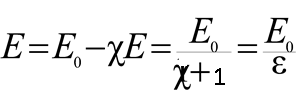 E = E₀ − χE = E₀/(χ+1) = E₀/ε